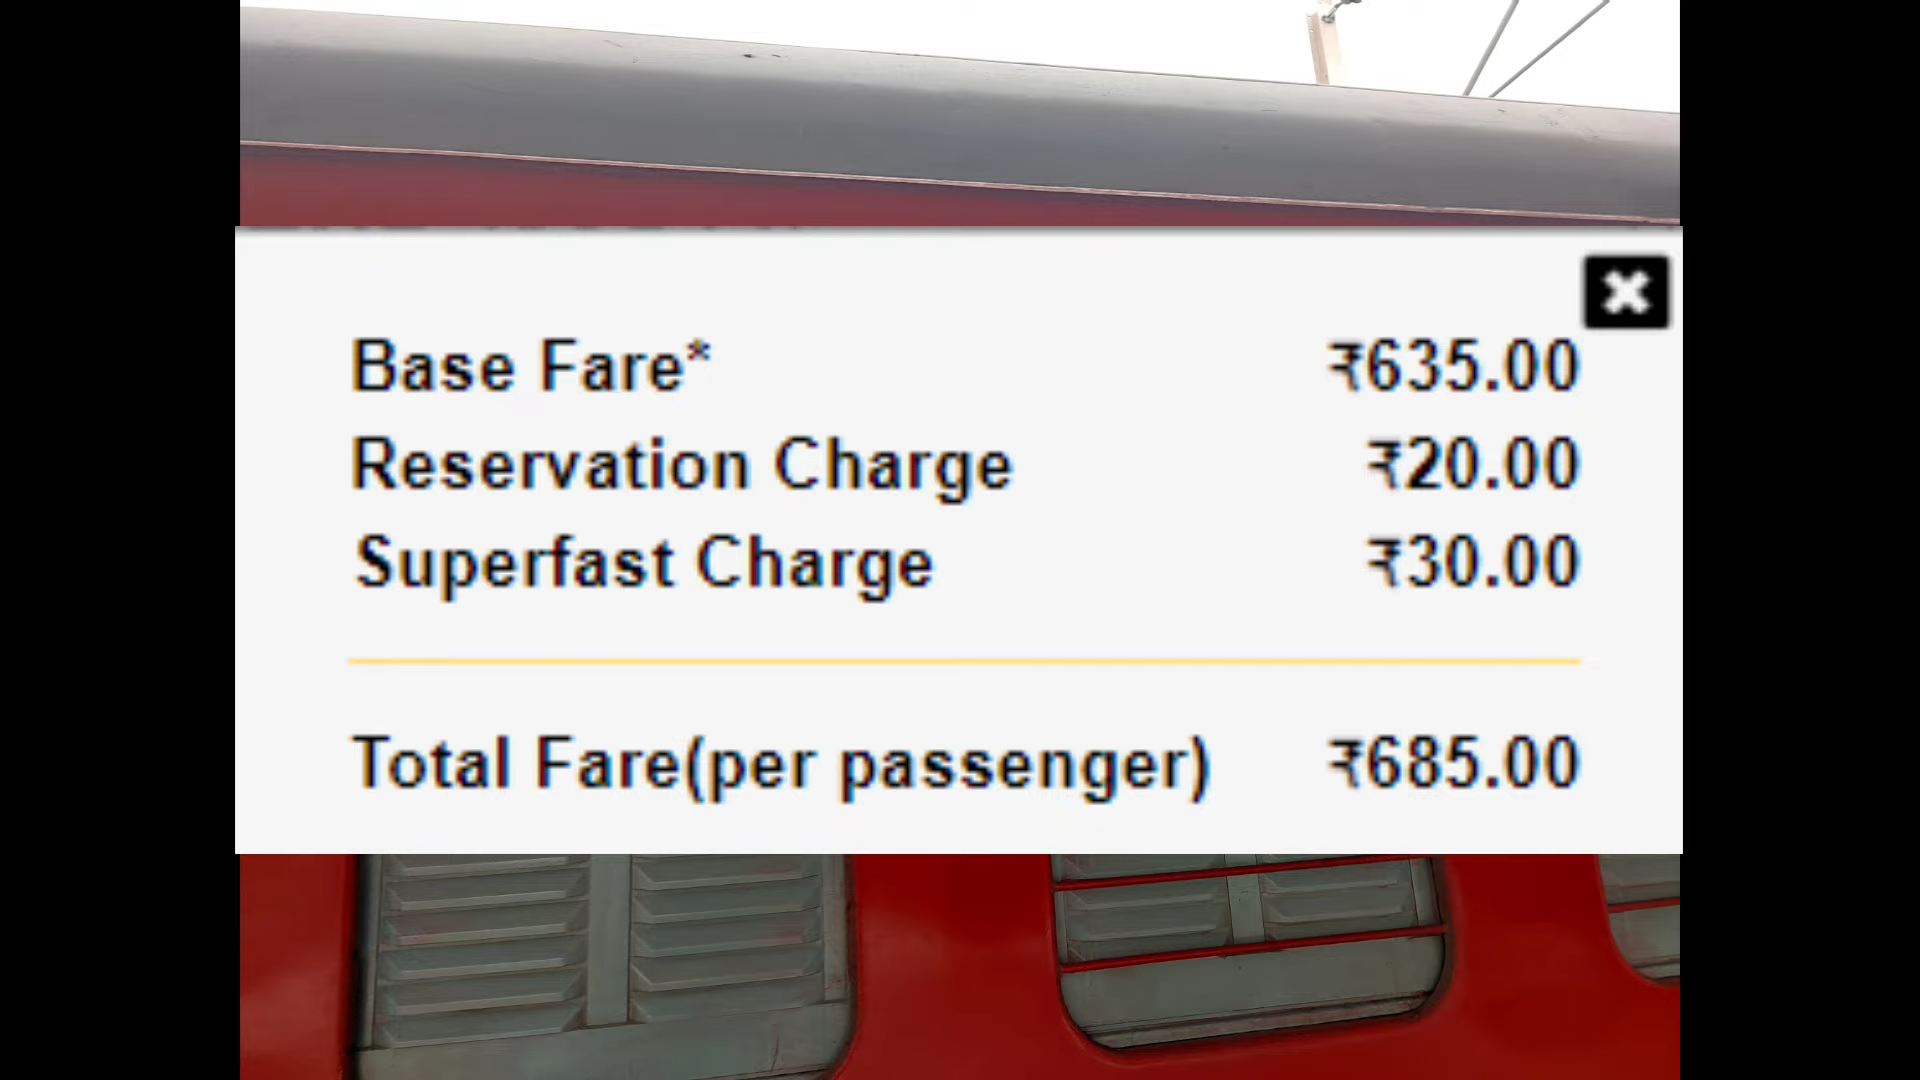 Base Fare* ₹635.00
Reservation Charge ₹20.00
Superfast Charge ₹30.00
Total Fare(per passenger) ₹685.00